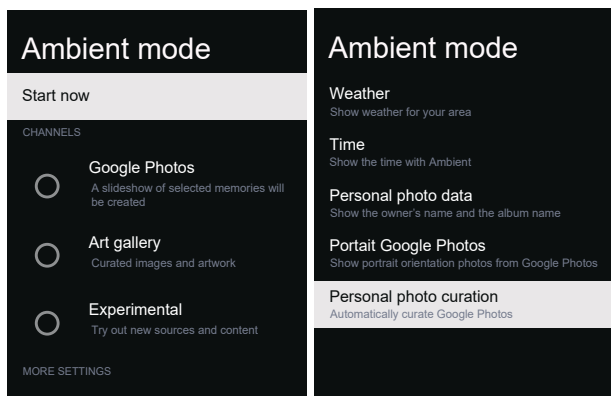 Ambient mode
Start now
CHANNELS
Google Photos
A slideshow of selected memories will
be created
Art gallery
Curated images and artwork
Experimental
Try out new sources and content
MORE SETTINGS
Ambient mode
Weather
Show weather for your area
Time
Show the time with Ambient
Personal photo data
Show the owner's name and the album name
Portait Google Photos
Show portrait orientation photos from Google Photos
Personal photo curation
Automatically curate Google Photos